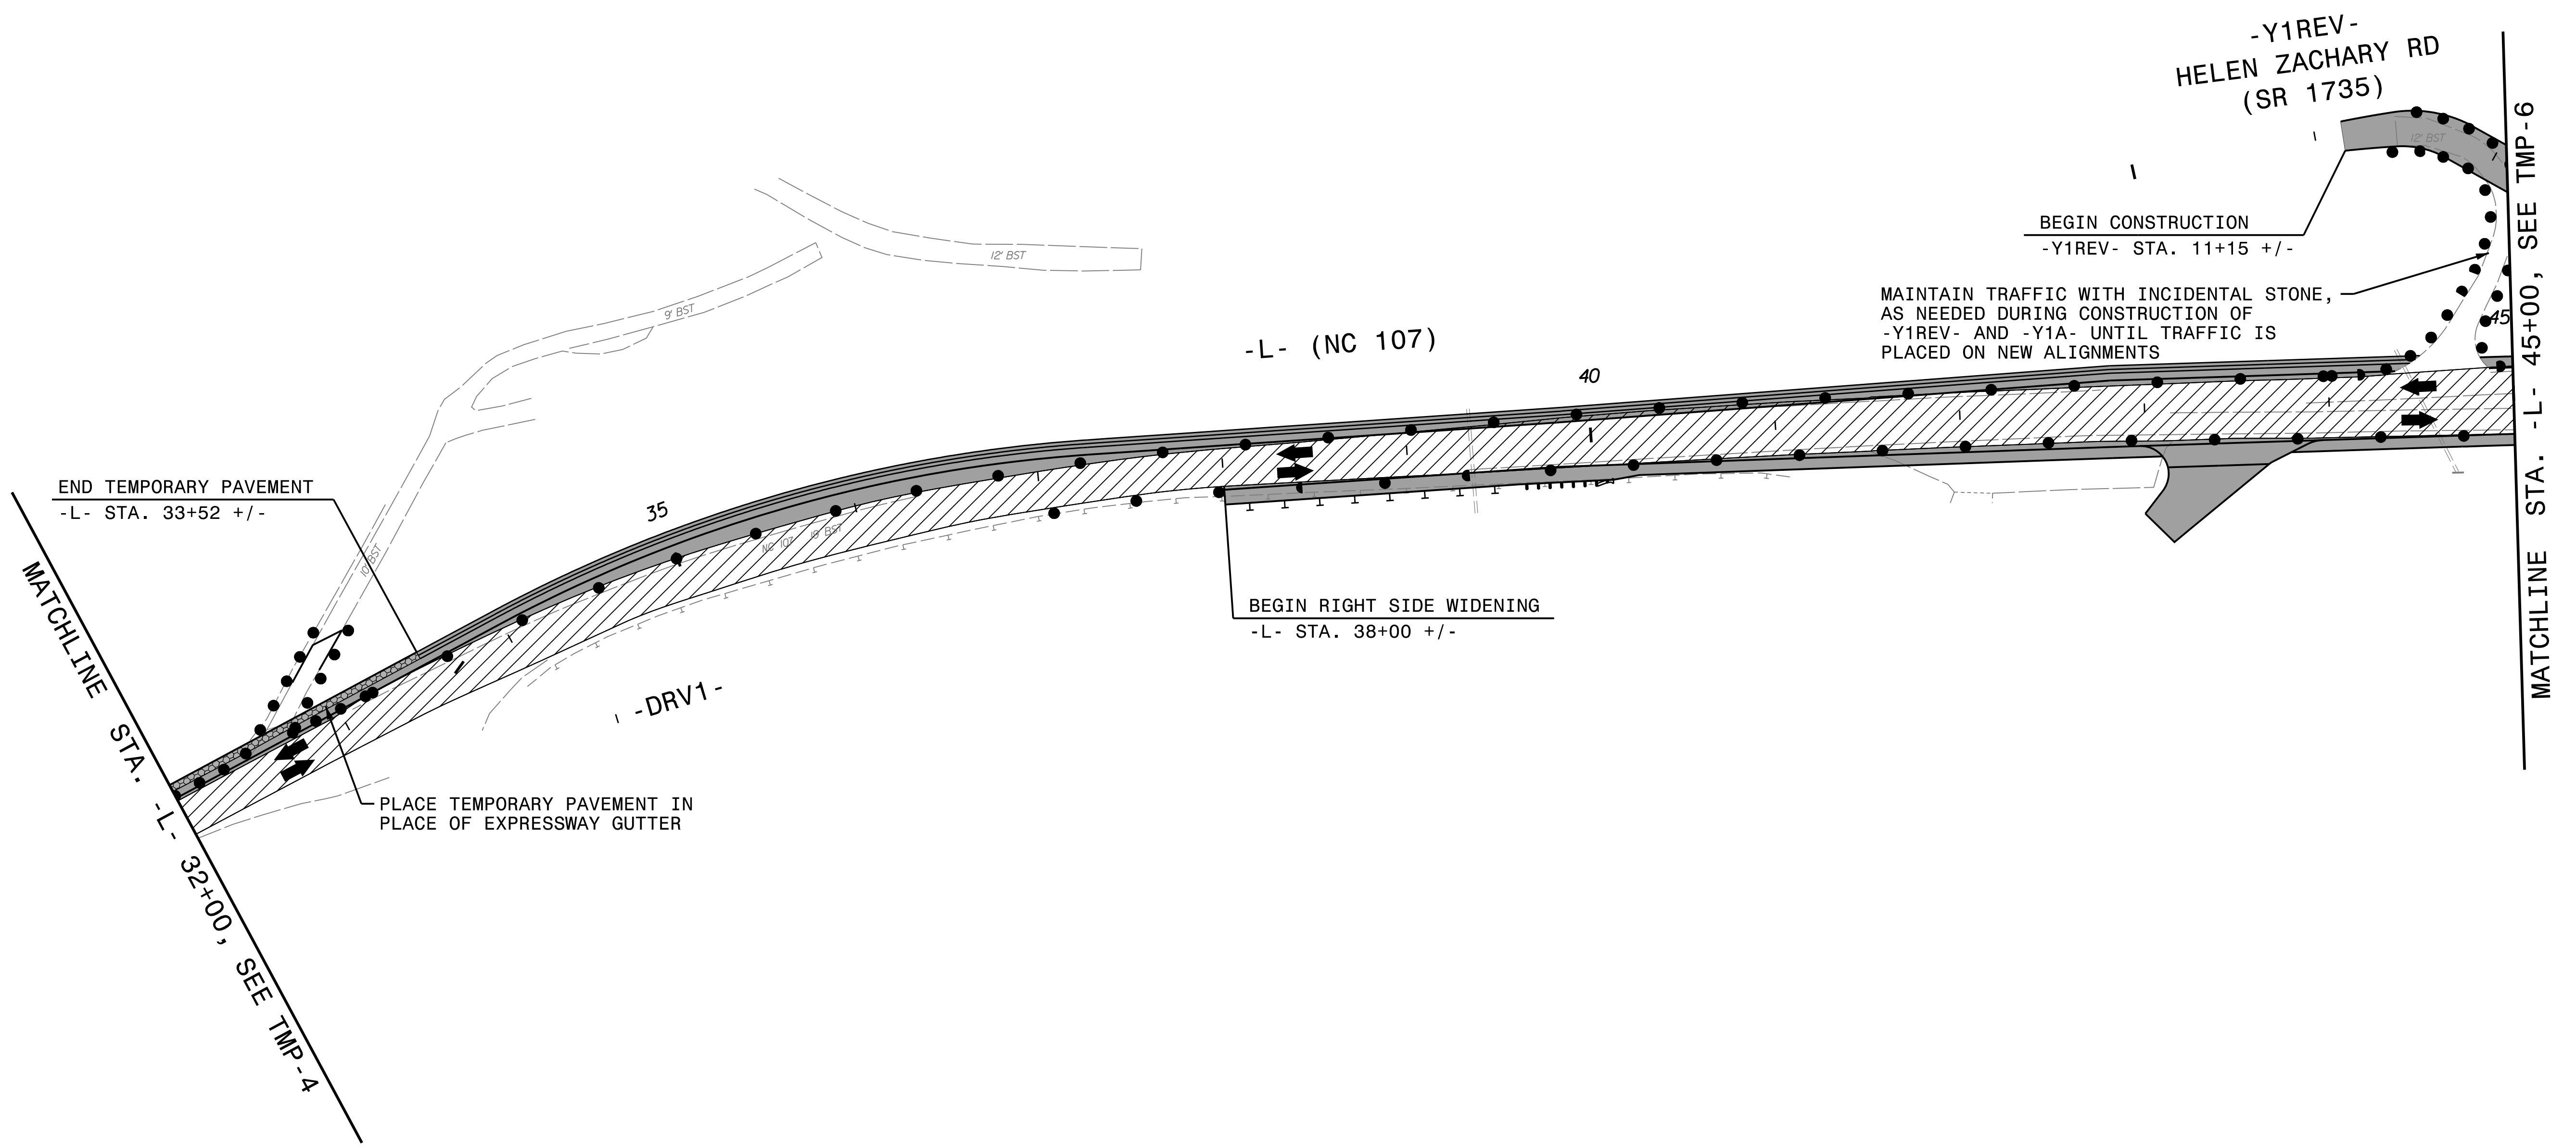 -Y1REV-
HELEN ZACHARY RD
(SR 1735)
12' BST
BEGIN CONSTRUCTION
-Y1REV- STA. 11+15 +/-
MAINTAIN TRAFFIC WITH INCIDENTAL STONE,
AS NEEDED DURING CONSTRUCTION OF
-Y1REV- AND -Y1A- UNTIL TRAFFIC IS
PLACED ON NEW ALIGNMENTS
45
MATCHLINE STA. -L- 45+00, SEE TMP-6
12' BST
9' BST
-L- (NC 107)
40
END TEMPORARY PAVEMENT
-L- STA. 33+52 +/-
35
10' BST
NC 107 19' BST
BEGIN RIGHT SIDE WIDENING
-L- STA. 38+00 +/-
-DRV1-
PLACE TEMPORARY PAVEMENT IN
PLACE OF EXPRESSWAY GUTTER
MATCHLINE STA. -L- 32+00, SEE TMP-4